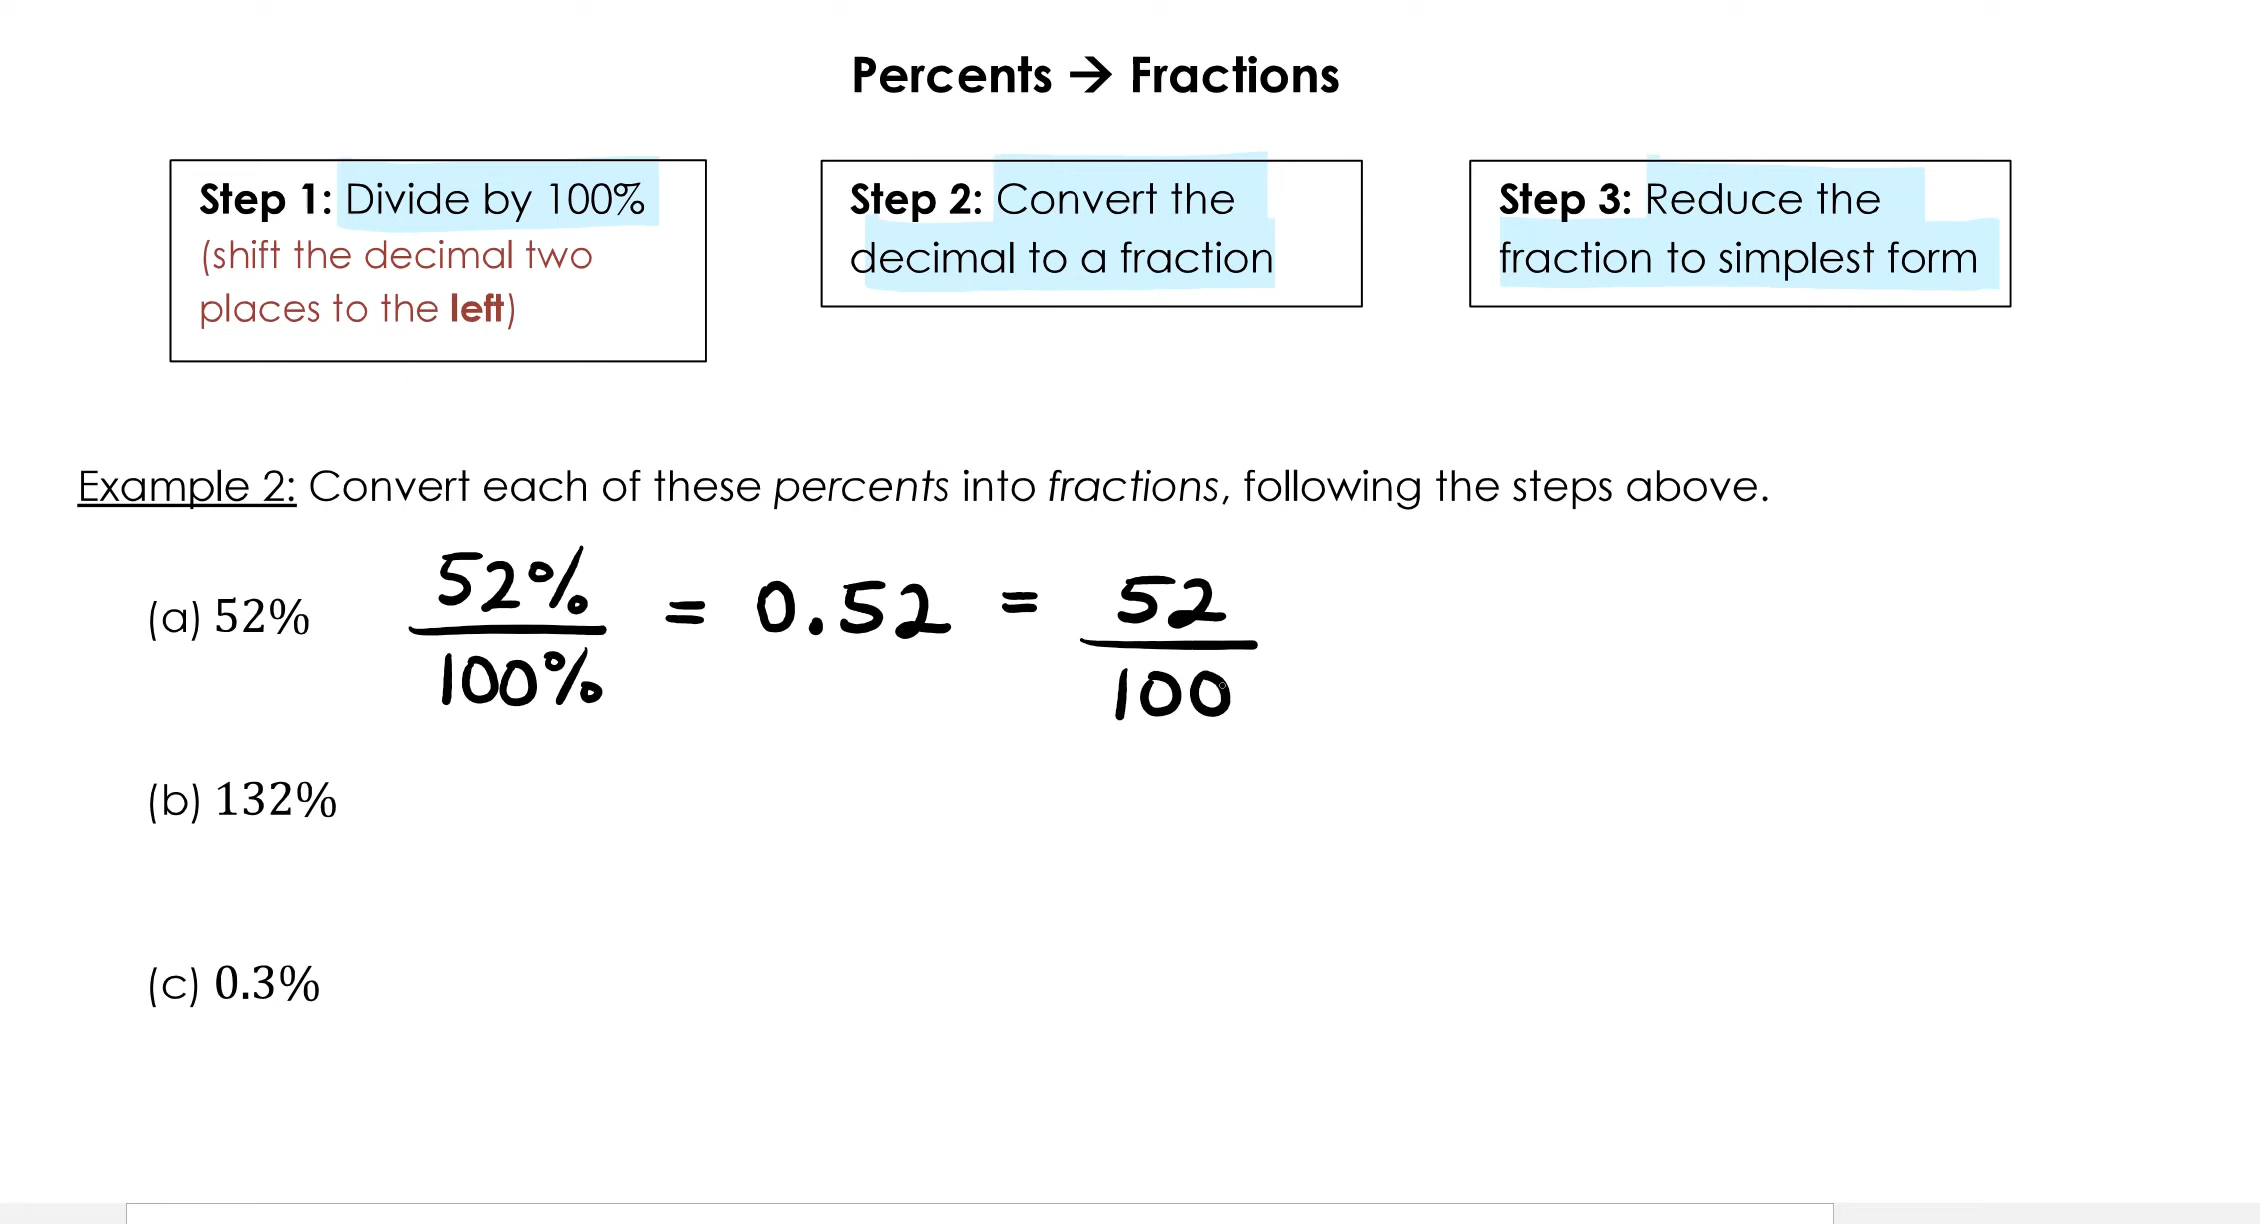 Percents → Fractions
Step 1: Divide by 100%
(shift the decimal two
places to the left)
Step 2: Convert the
decimal to a fraction
Step 3: Reduce the
fraction to simplest form
Example 2: Convert each of these percents into fractions, following the steps above.
(a) 52%
52%
100%
= 0.52 =
52
100
(b) 132%
(c) 0.3%